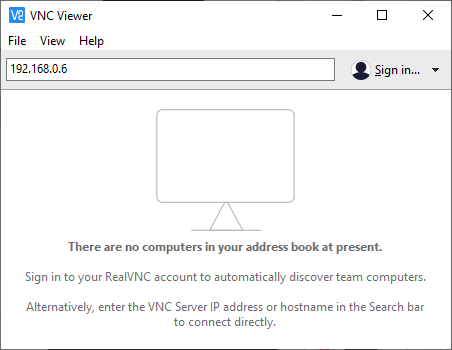 VNC Viewer
File View Help
192.168.0.6
Sign in...
There are no computers in your address book at present.
Sign in to your RealVNC account to automatically discover team computers.
Alternatively, enter the VNC Server IP address or hostname in the Search bar
to connect directly.